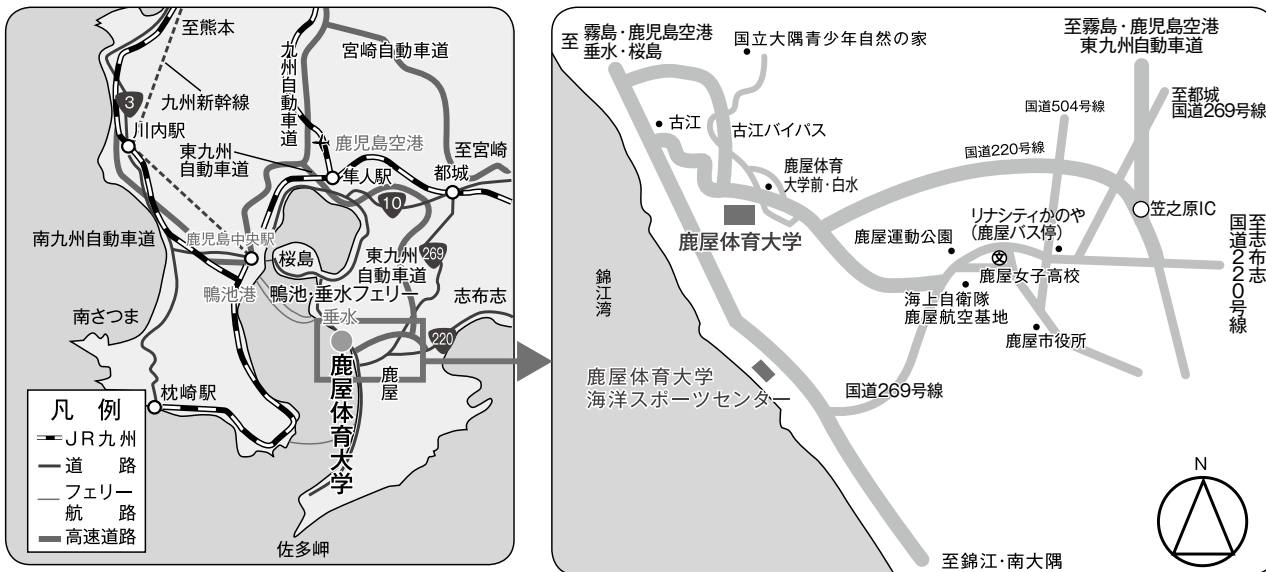 至熊本
九州自動車道
宮崎自動車道
3
九州新幹線
川内駅
鹿児島空港
東九州
自動車道
至宮崎
隼人駅
都城
10
南九州自動車道
鹿児島中央駅
桜島
東九州
自動車道
269
鴨池港
鴨池・垂水フェリー
志布志
垂水
南さつま
220
鹿屋
鹿屋体育大学
枕崎駅
凡 例
JR九州
道 路
フェリー
航 路
高速道路
佐多岬
至 霧島・鹿児島空港
垂水・桜島
国立大隅青少年自然の家
至霧島・鹿児島空港
東九州自動車道
至都城
国道269号線
国道504号線
古江
古江バイパス
国道220号線
鹿屋体育
大学前・白水
笠之原IC
リナシティかのや
(鹿屋バス停)
鹿屋体育大学
鹿屋運動公園
文
鹿屋女子高校
至志布志
国道220号線
錦江湾
海上自衛隊
鹿屋航空基地
鹿屋市役所
鹿屋体育大学
海洋スポーツセンター
国道269号線
N
至錦江・南大隅